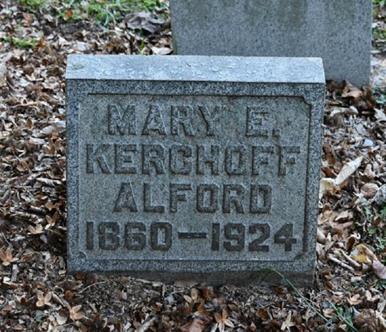 MARY E.
KERCHOFF
ALFORD
1860-1924